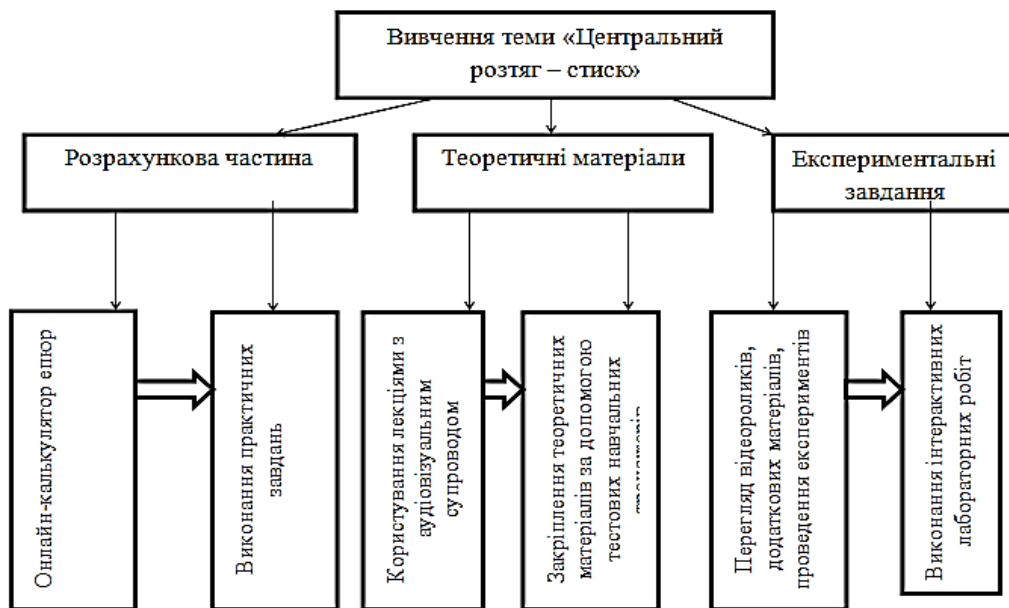 Вивчення теми «Центральний
розтяг – стиск»
Розрахункова частина
Теоретичні матеріали
Експериментальні
завдання
Онлайн-калькулятор епюр
Виконання практичних
завдань
Користування лекціями з
аудіовізуальним
супроводом
Закріплення теоретичних
матеріалів за допомогою
тестових навчальних
Перегляд відеороликів,
додаткових матеріалів,
проведення експериментів
Виконання інтерактивних
лабораторних робіт